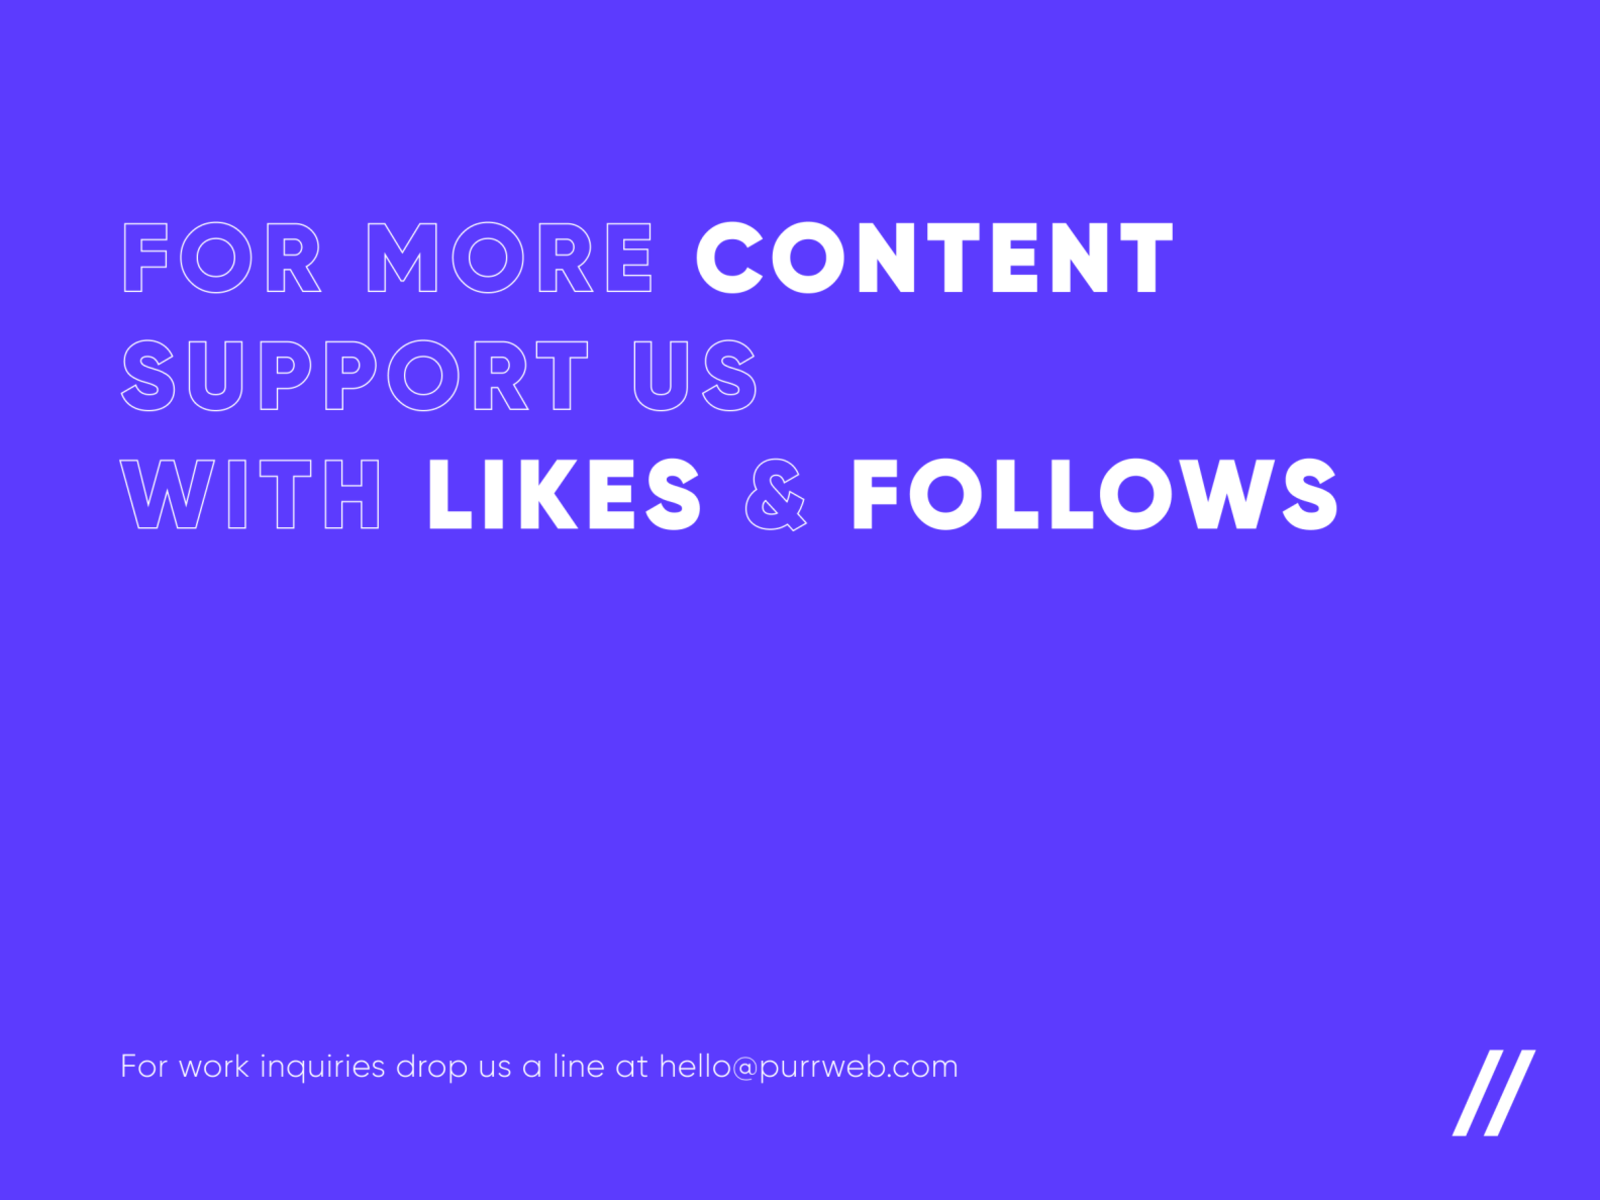 FOR MORE CONTENT
SUPPORT US
WITH LIKES & FOLLOWS
For work inquiries drop us a line at hello@purrweb.com